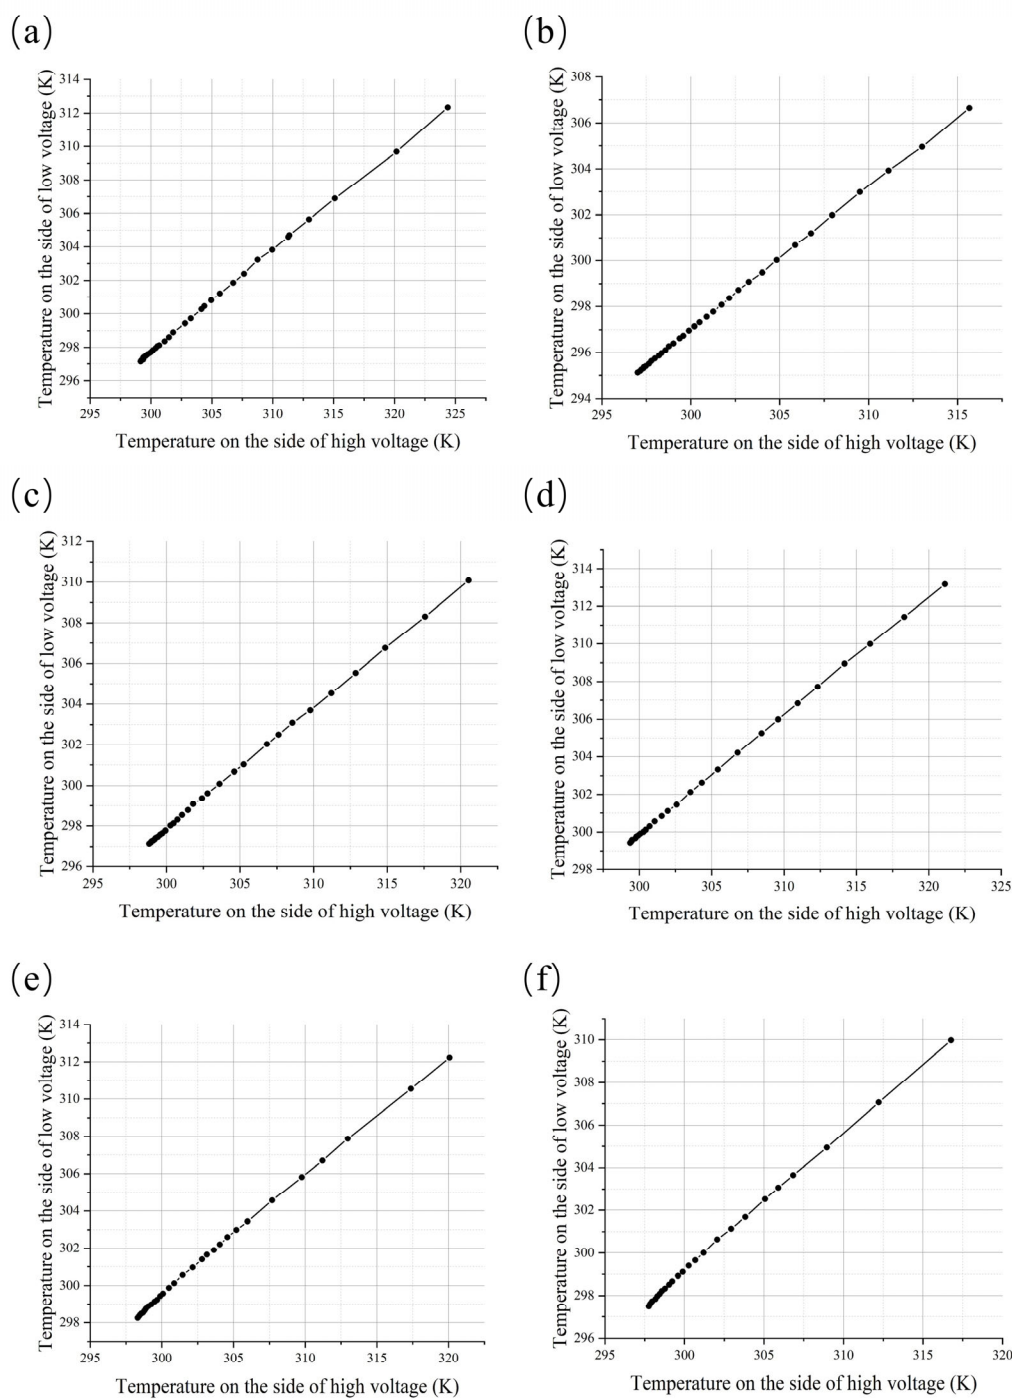 (a)
Temperature on the side of low voltage (K)
314
312
310
308
306
304
302
300
298
296
295 300 305 310 315 320 325
Temperature on the side of high voltage (K)
(b)
Temperature on the side of low voltage (K)
308
306
304
302
300
298
296
294
295 300 305 310 315
Temperature on the side of high voltage (K)
(c)
Temperature on the side of low voltage (K)
312
310
308
306
304
302
300
298
296
295 300 305 310 315 320
Temperature on the side of high voltage (K)
(d)
Temperature on the side of low voltage (K)
314
312
310
308
306
304
302
300
298
300 305 310 315 320 325
Temperature on the side of high voltage (K)
(e)
Temperature on the side of low voltage (K)
314
312
310
308
306
304
302
300
298
295 300 305 310 315 320
Temperature on the side of high voltage (K)
(f)
Temperature on the side of low voltage (K)
310
308
306
304
302
300
298
296
295 300 305 310 315 320
Temperature on the side of high voltage (K)